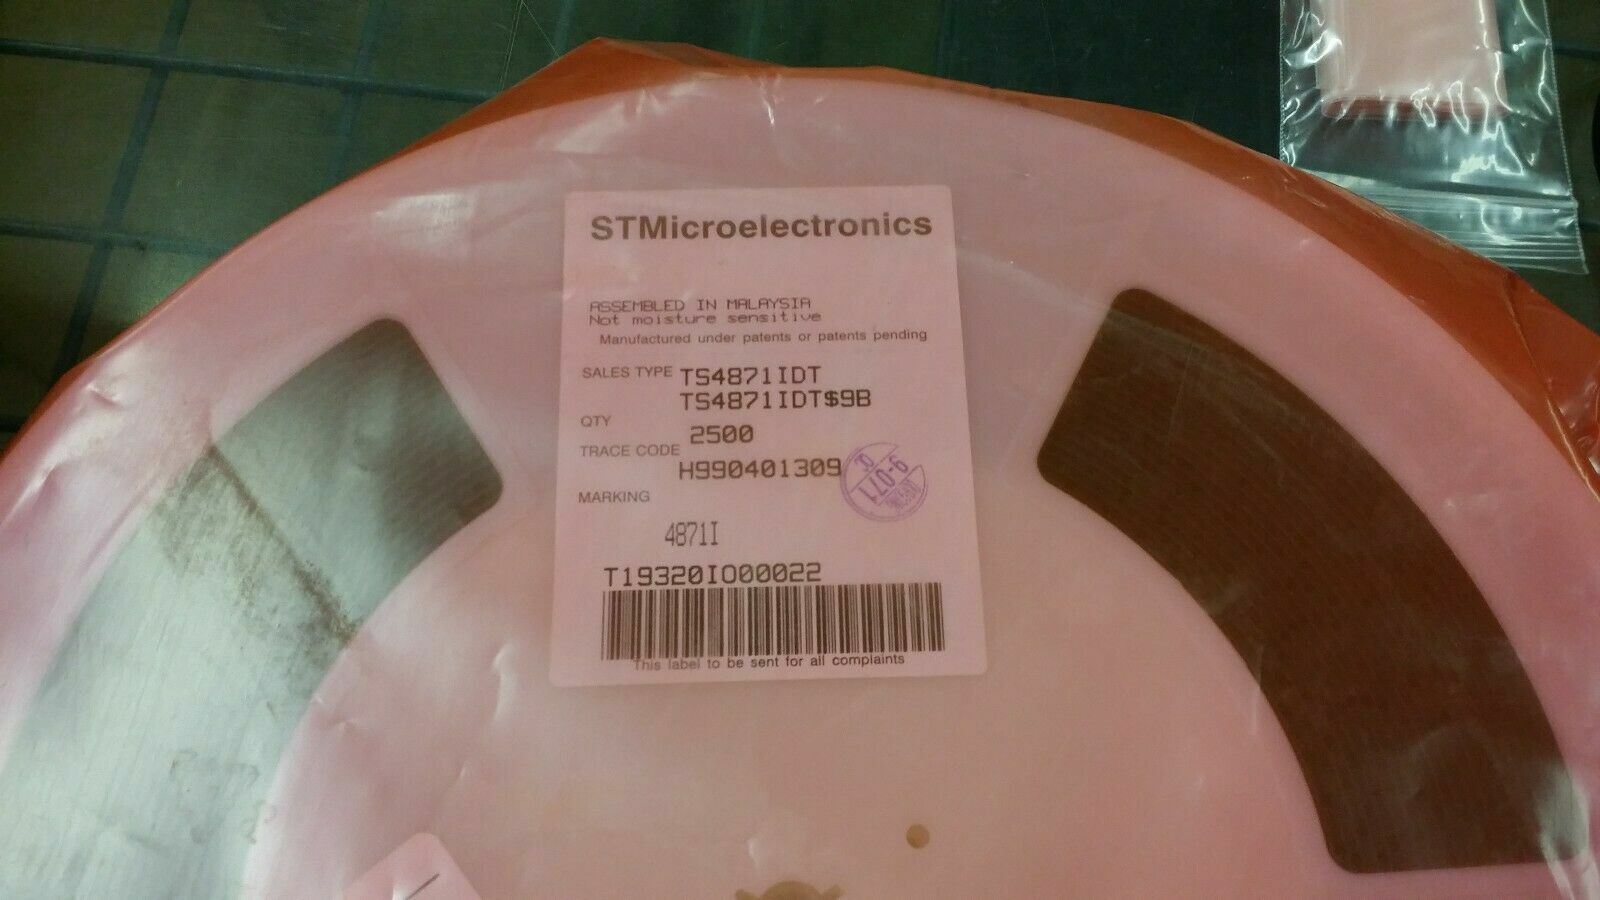 STMicroelectronics
ASSEMBLED IN MALAYSIA
Not moisture sensitive
Manufactured under patents or patents pending
SALES TYPE TS4871IDT
TS4871IDT$9B
QTY 2500
TRACE CODE H990401309
MARKING
4871I
T19320IO00022
This label to be sent for all complaints